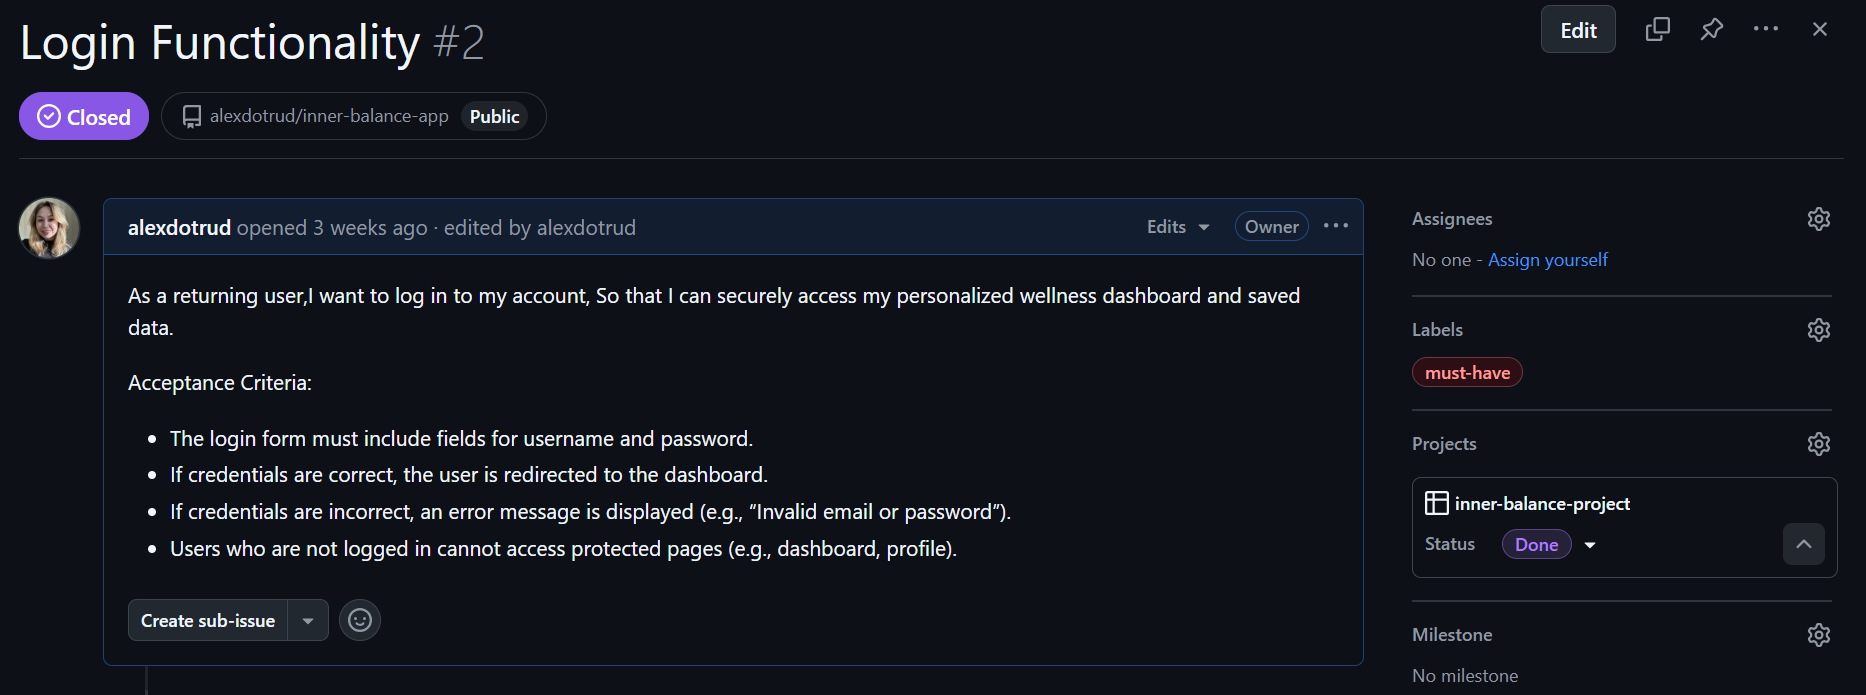 Login Functionality #2
Edit
Closed
alexdotrud/inner-balance-app Public
alexdotrud opened 3 weeks ago · edited by alexdotrud
Edits
Owner
As a returning user,I want to log in to my account, So that I can securely access my personalized wellness dashboard and saved
data.
Acceptance Criteria:
• The login form must include fields for username and password.
• If credentials are correct, the user is redirected to the dashboard.
• If credentials are incorrect, an error message is displayed (e.g., “Invalid email or password”).
• Users who are not logged in cannot access protected pages (e.g., dashboard, profile).
Create sub-issue
Assignees
No one - Assign yourself
Labels
must-have
Projects
inner-balance-project
Status Done
Milestone
No milestone